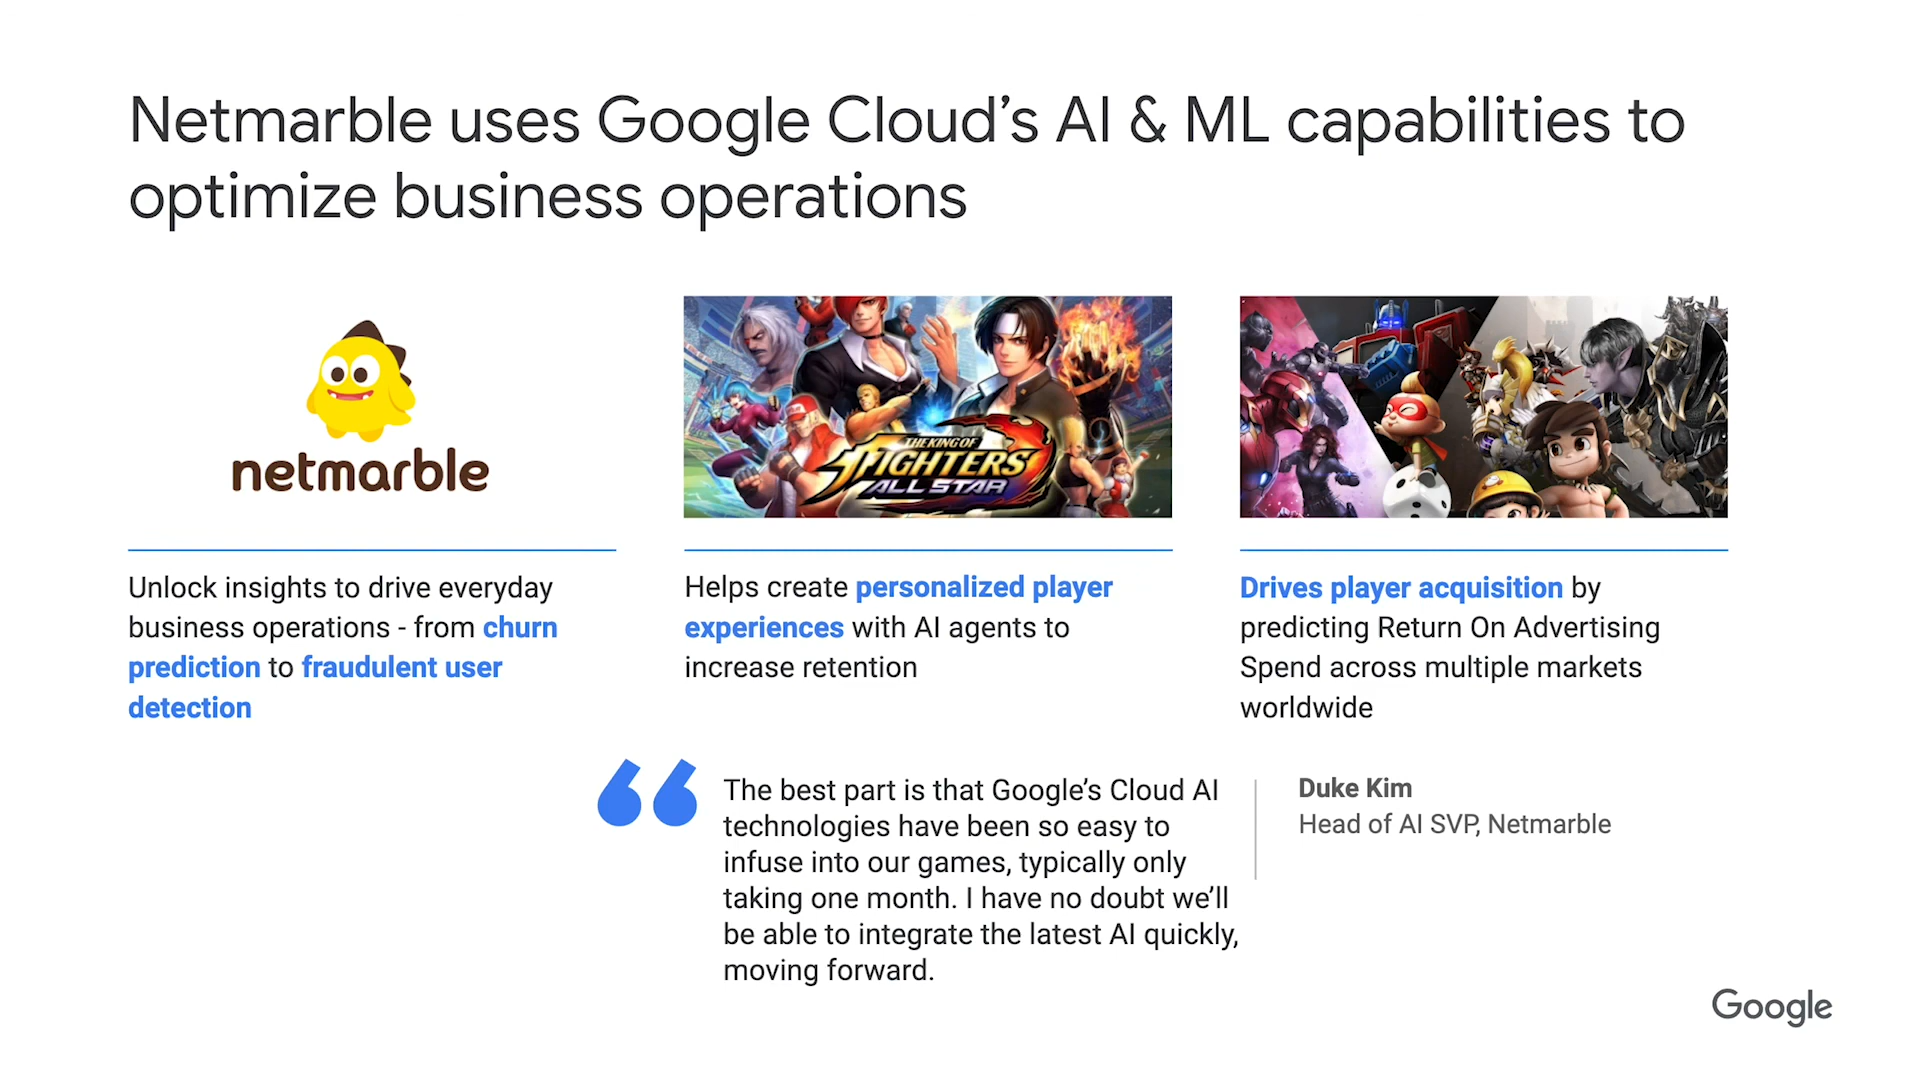 Netmarble uses Google Cloud’s AI & ML capabilities to
optimize business operations
netmarble
THE KING OF
FIGHTERS
ALL STAR
Unlock insights to drive everyday
business operations - from churn
prediction to fraudulent user
detection
Helps create personalized player
experiences with AI agents to
increase retention
Drives player acquisition by
predicting Return On Advertising
Spend across multiple markets
worldwide
The best part is that Google’s Cloud AI
technologies have been so easy to
infuse into our games, typically only
taking one month. I have no doubt we’ll
be able to integrate the latest AI quickly,
moving forward.
Duke Kim
Head of AI SVP, Netmarble
Google